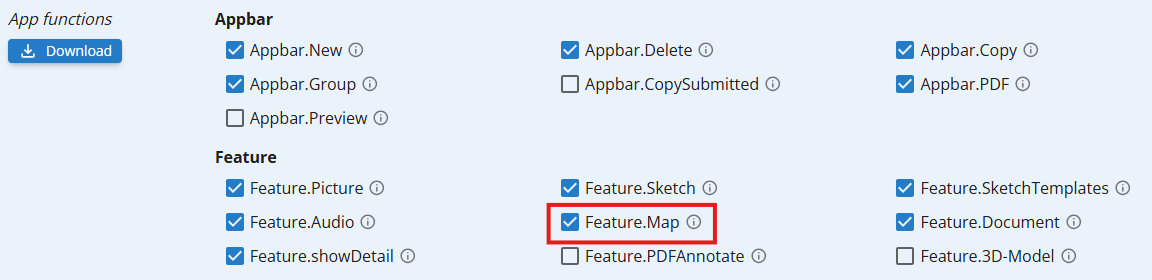 App functions
Download
Appbar
Appbar.New Appbar.Delete Appbar.Copy
Appbar.Group Appbar.CopySubmitted Appbar.PDF
Appbar.Preview
Feature
Feature.Picture Feature.Sketch Feature.SketchTemplates
Feature.Audio Feature.Map Feature.Document
Feature.showDetail Feature.PDFAnnotate Feature.3D-Model